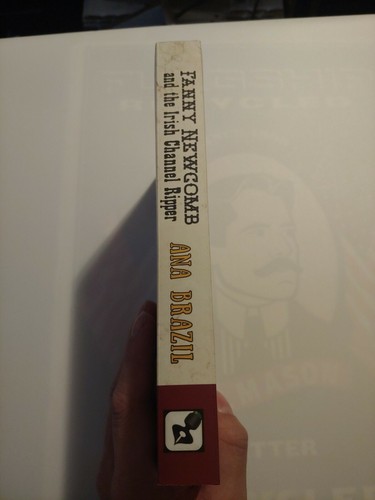 FANNY NEWCOMB
and the Irish Channel Ripper
ANA BRAZIL